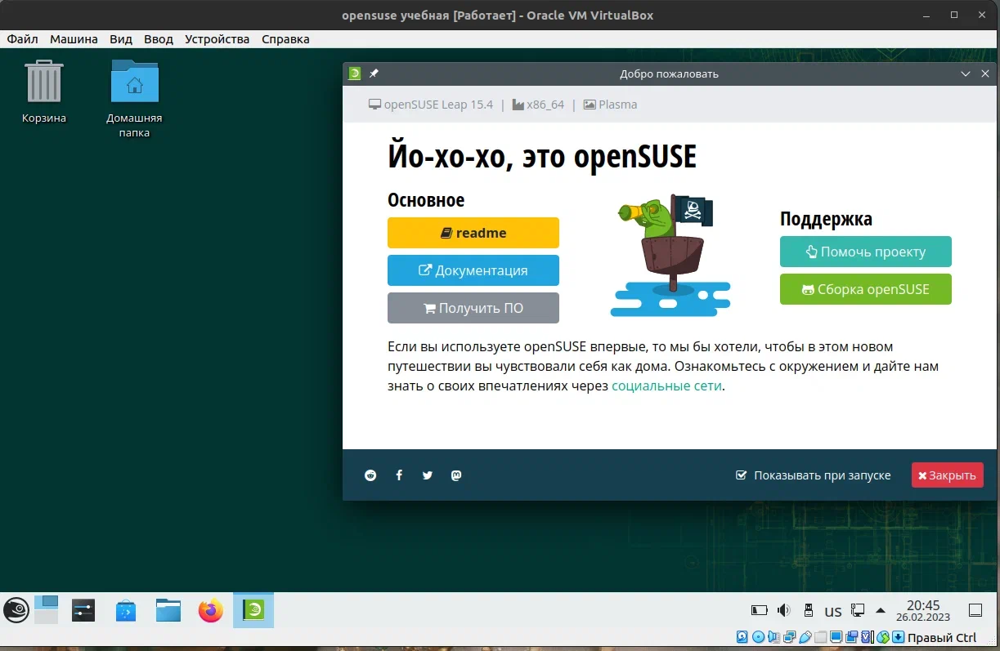 opensuse учебная [Работает] - Oracle VM VirtualBox
Файл Машина Вид Ввод Устройства Справка
Корзина
Домашняя
папка
Добро пожаловать
openSUSE Leap 15.4 | x86_64 | Plasma
Йо-хо-хо, это openSUSE
Основное
readme
Документация
Получить ПО
Поддержка
Помочь проекту
Сборка openSUSE
Если вы используете openSUSE впервые, то мы бы хотели, чтобы в этом новом
путешествии вы чувствовали себя как дома. Ознакомьтесь с окружением и дайте нам
знать о своих впечатлениях через социальные сети.
Показывать при запуске
Закрыть
us
20:45
26.02.2023
Правый Ctrl